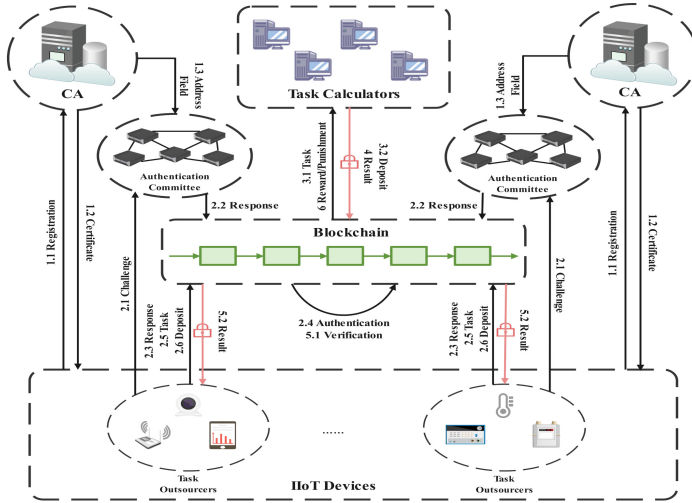 CA
1.3 Address
Field
Task Calculators
1.3 Address
Field
CA
Authentication
Committee
3.1 Task
6 Reward/Punishment
3.2 Deposit
4 Result
Authentication
Committee
2.2 Response
2.2 Response
Blockchain
1.1 Registration
1.2 Certificate
2.1 Challenge
2.3 Response
2.5 Task
2.6 Deposit
5.2 Result
2.4 Authentication
5.1 Verification
2.3 Response
2.5 Task
2.6 Deposit
5.2 Result
2.1 Challenge
1.1 Registration
1.2 Certificate
......
Task
Outsourcers
Task
Outsourcers
IIoT Devices